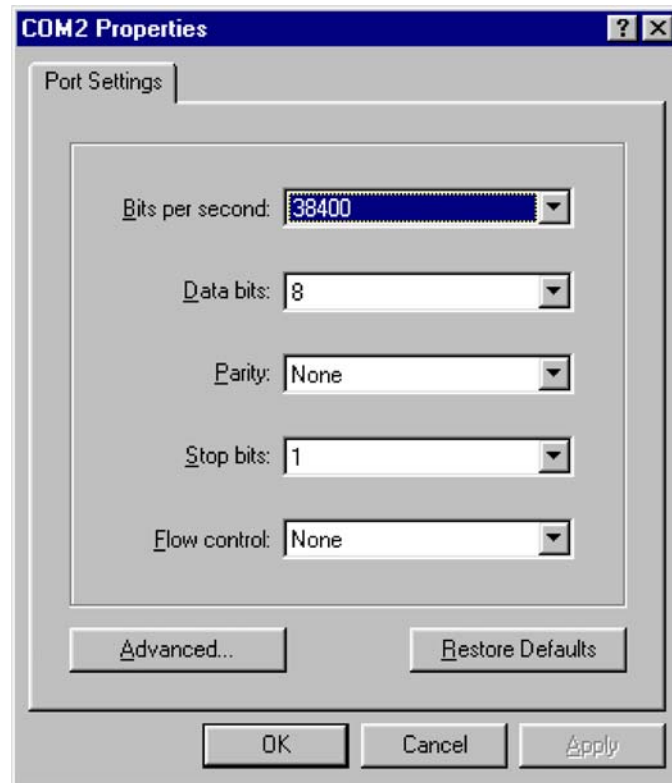 COM2 Properties
Port Settings
Bits per second: 38400
Data bits: 8
Parity: None
Stop bits: 1
Flow control: None
Advanced... Restore Defaults
OK Cancel Apply